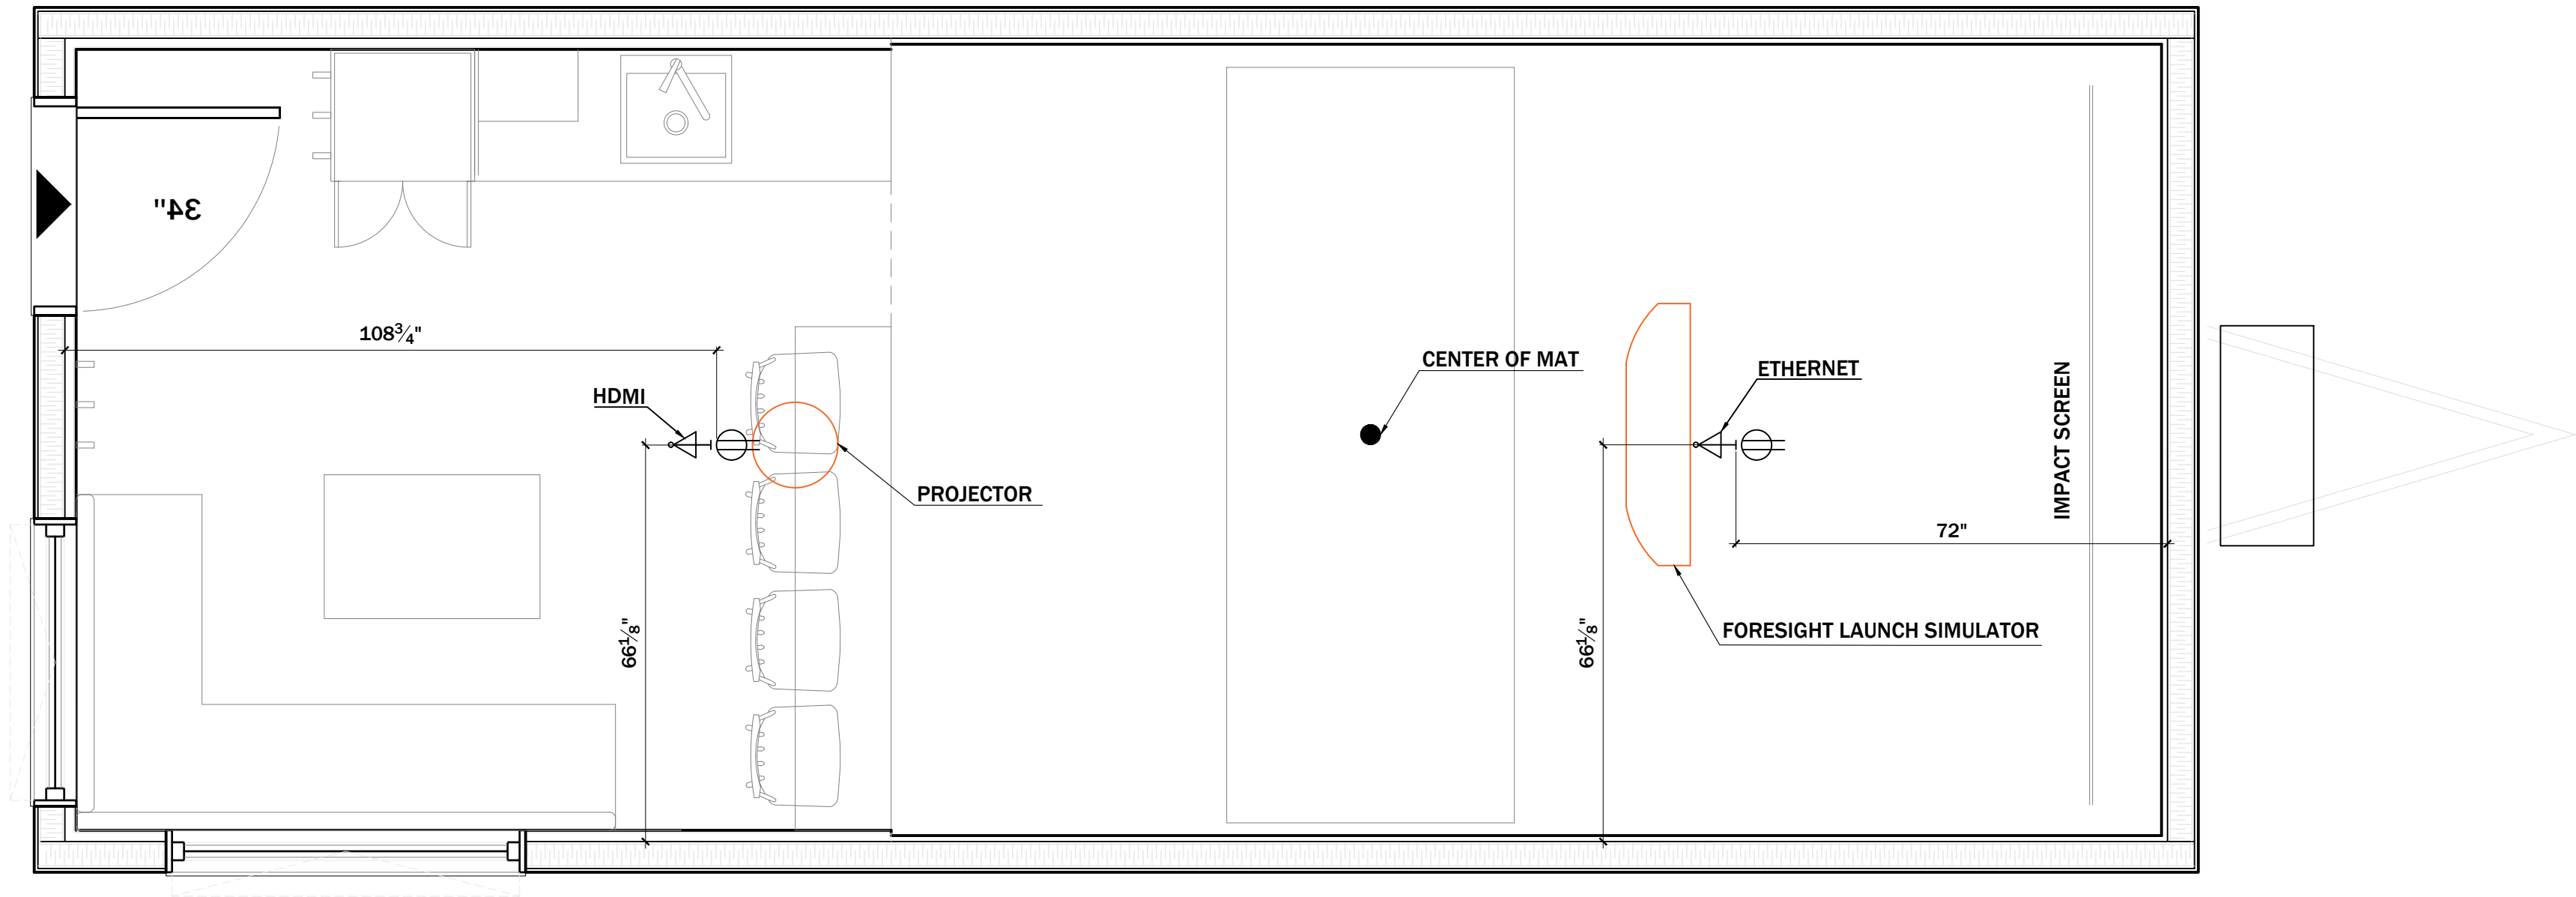 34"
108¾"
HDMI
CENTER OF MAT
ETHERNET
IMPACT SCREEN
PROJECTOR
72"
66⅛"
66⅛"
FORESIGHT LAUNCH SIMULATOR